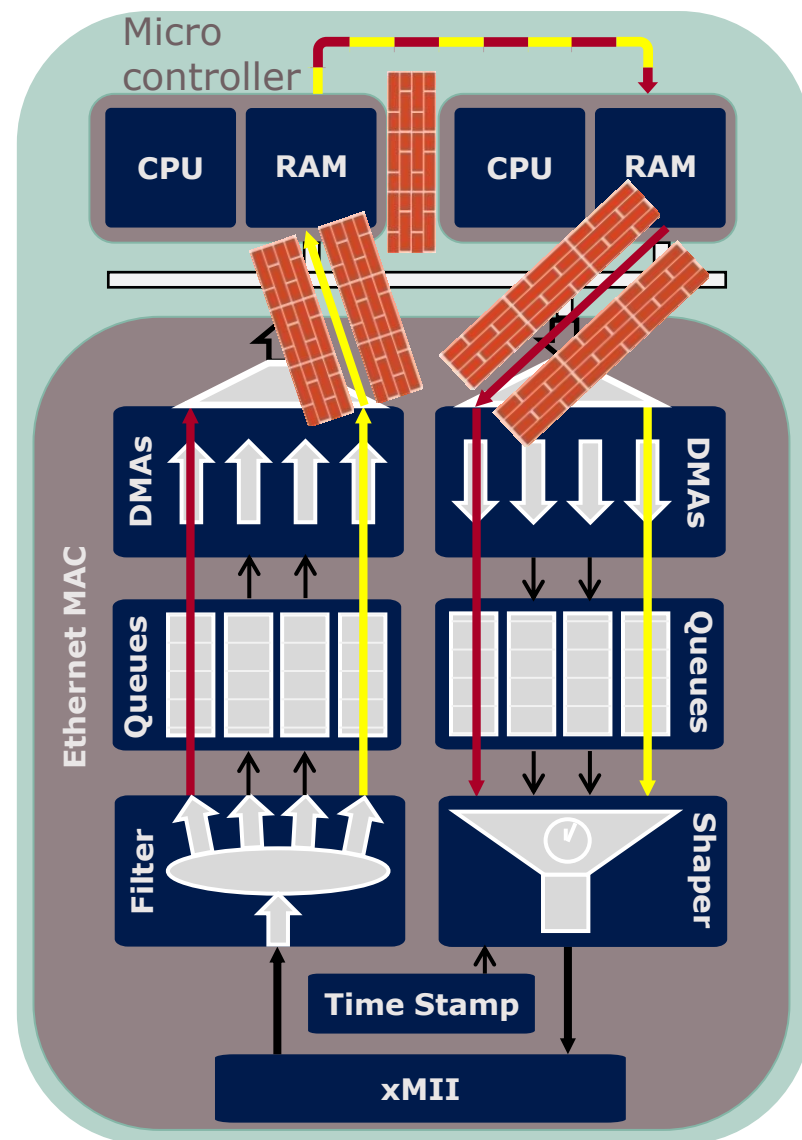 Micro
controller
CPU
RAM
CPU
RAM
DMAs
DMAs
Ethernet MAC
Queues
Queues
Filter
Shaper
Time Stamp
xMII